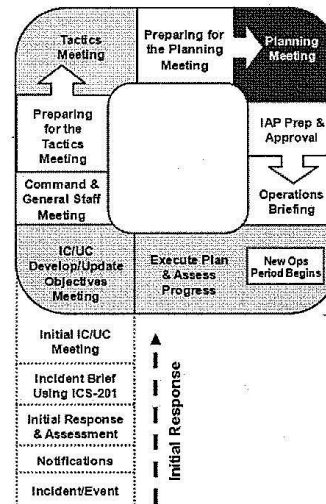 Tactics
Meeting
Preparing for
the Planning
Meeting
Planning
Meeting
Preparing
for the
Tactics
Meeting
IAP Prep &
Approval
Command &
General Staff
Meeting
Operations
Briefing
IC/UC
Develop/Update
Objectives
Meeting
Execute Plan
& Assess
Progress
New Ops
Period Begins
Initial IC/UC
Meeting
Incident Brief
Using ICS-201
Initial Response
& Assessment
Notifications
Incident/Event
Initial Response